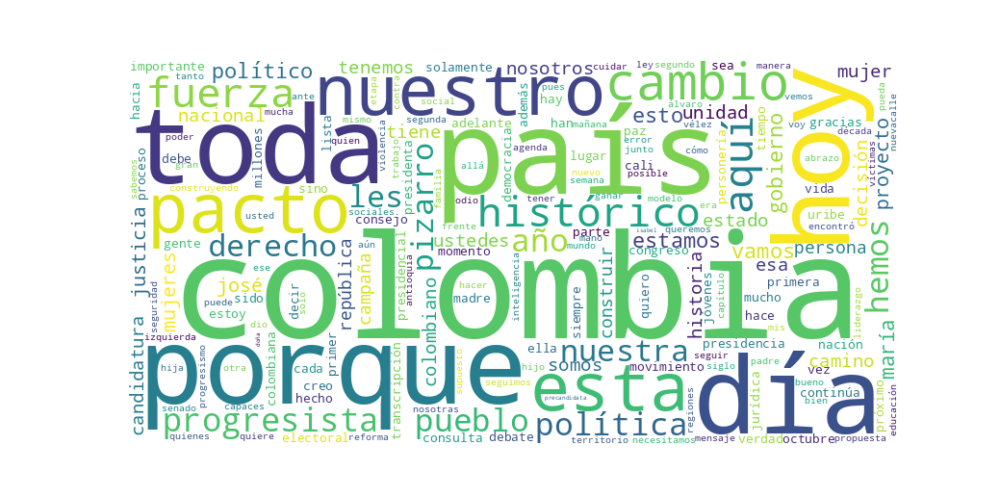 importante
político
tenemos
solamente
nosotros
cuidar
ley
segundo
manera
hacia
tanto
fuerza
ante
etapa
contra
nuestro
social
cambio
pues
hay
además
sea
mujer
vemos
pueda
nacional
mucha
mismo
segunda
han
mañana
esto
unidad
alvaro
vélez
voy
gracias
década
nuevacalle
toda
poder
quien
lista
violencia
tiene
adelante
país
agenda
junto
paz
error
cómo
aquí
personería
tiempo
hoy
abrazo
víctimas
debe
gran
millones
trabajo
presidenta
allá
democracia
lugar
cali
posible
gobierno
vida
decisión
proyecto
sabemos
construyendo
sino
familia
odio
semana
nuevo
tener
ganar
modelo
era
uribe
encontró
proceso
pacto
usted
sociales
les
consejo
pizarro
histórico
estado
persona
hemos
justicia
gente
derecho
momento
frente
ustedes
año
mano
mundo
parte
isabel
queremos
estamos
congreso
vamos
esa
candidatura
seguridad
mujeres
josé
ese
aún
república
campaña
antioquia
presidencial
colombiano
hacer
madre
inteligencia
siempre
construir
quiero
historia
jóvenes
capítulo
primera
mucho
hace
mis
liderazgo
maría
puede
sido
estoy
decir
solo
colombia
izquierda
dio
doña
porque
colombiana
primer
ella
nuestra
somos
movimiento
seguir
presidencia
siglo
padre
nación
camino
vez
continúa
bueno
bien
hija
progresismo
otra
cada
creo
hecho
transcripción
supuesto
seguimos
hijo
esta
día
próximo
educación
senado
capaces
progresista
nosotras
pueblo
precandidata
política
regiones
jurídica
quienes
quiere
electoral
reforma
consulta
debate
territorio
necesitamos
mensaje
verdad
octubre
propuesta